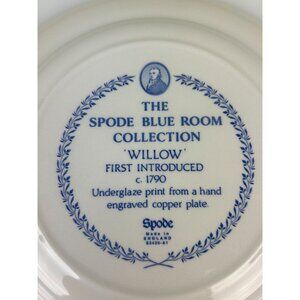 THE
SPODE BLUE ROOM
COLLECTION
'WILLOW'
FIRST INTRODUCED
c. 1790
Underglaze print from a hand
engraved copper plate.
Spode
Made in
ENGLAND